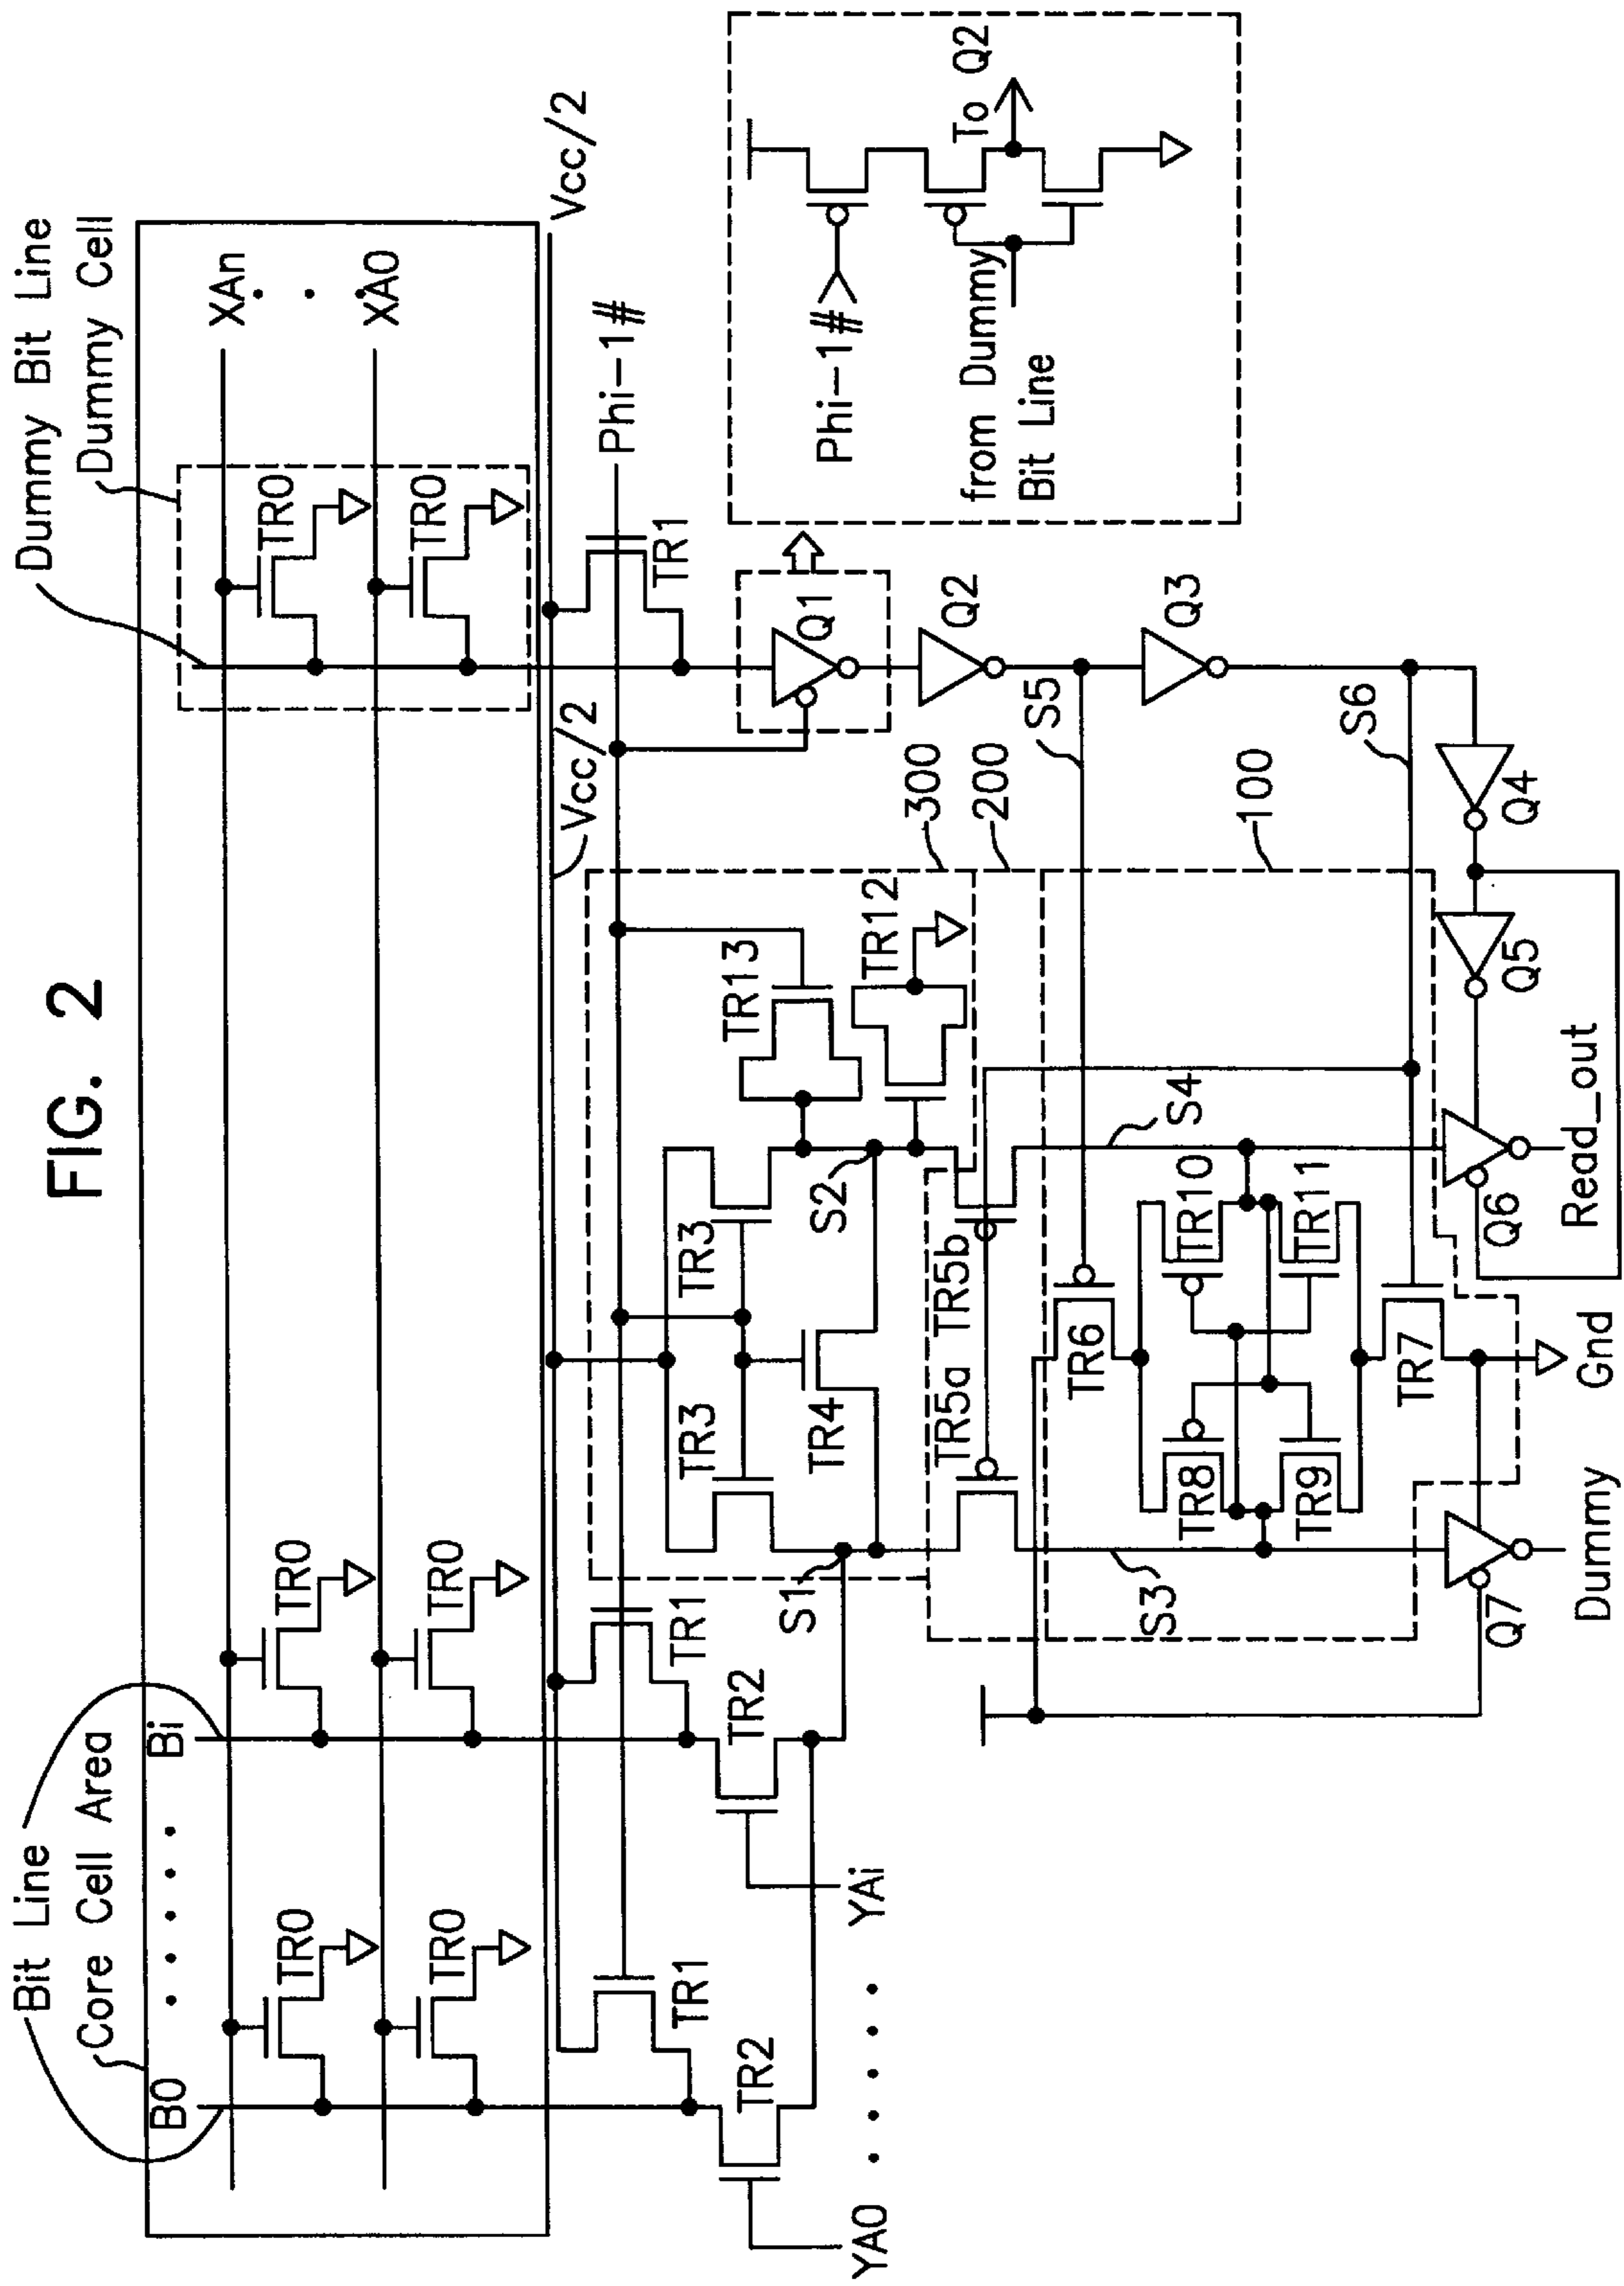 FIG. 2
Bit Line
Core Cell Area
Dummy Bit Line
Dummy Cell
B0
Bi
XAn
XA0
TR0
TR0
TR0
TR0
TR0
TR0
Vcc/2
Vcc/2
Phi-1#
TR1
TR1
TR1
TR2
TR2
YA0
YAi
S1
TR3
TR3
TR4
S2
TR13
TR12
300
200
100
TR5a
TR5b
S3
S4
S5
S6
TR6
TR7
TR8
TR9
TR10
TR11
Q1
Q2
Q3
Q4
Q5
Q6
Q7
Dummy
Gnd
Read_out
Phi-1#
from Dummy
Bit Line
To Q2